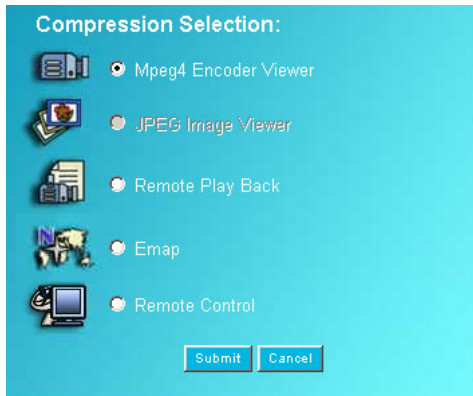 Compression Selection:
Mpeg4 Encoder Viewer
JPEG Image Viewer
Remote Play Back
N
Emap
Remote Control
Submit Cancel